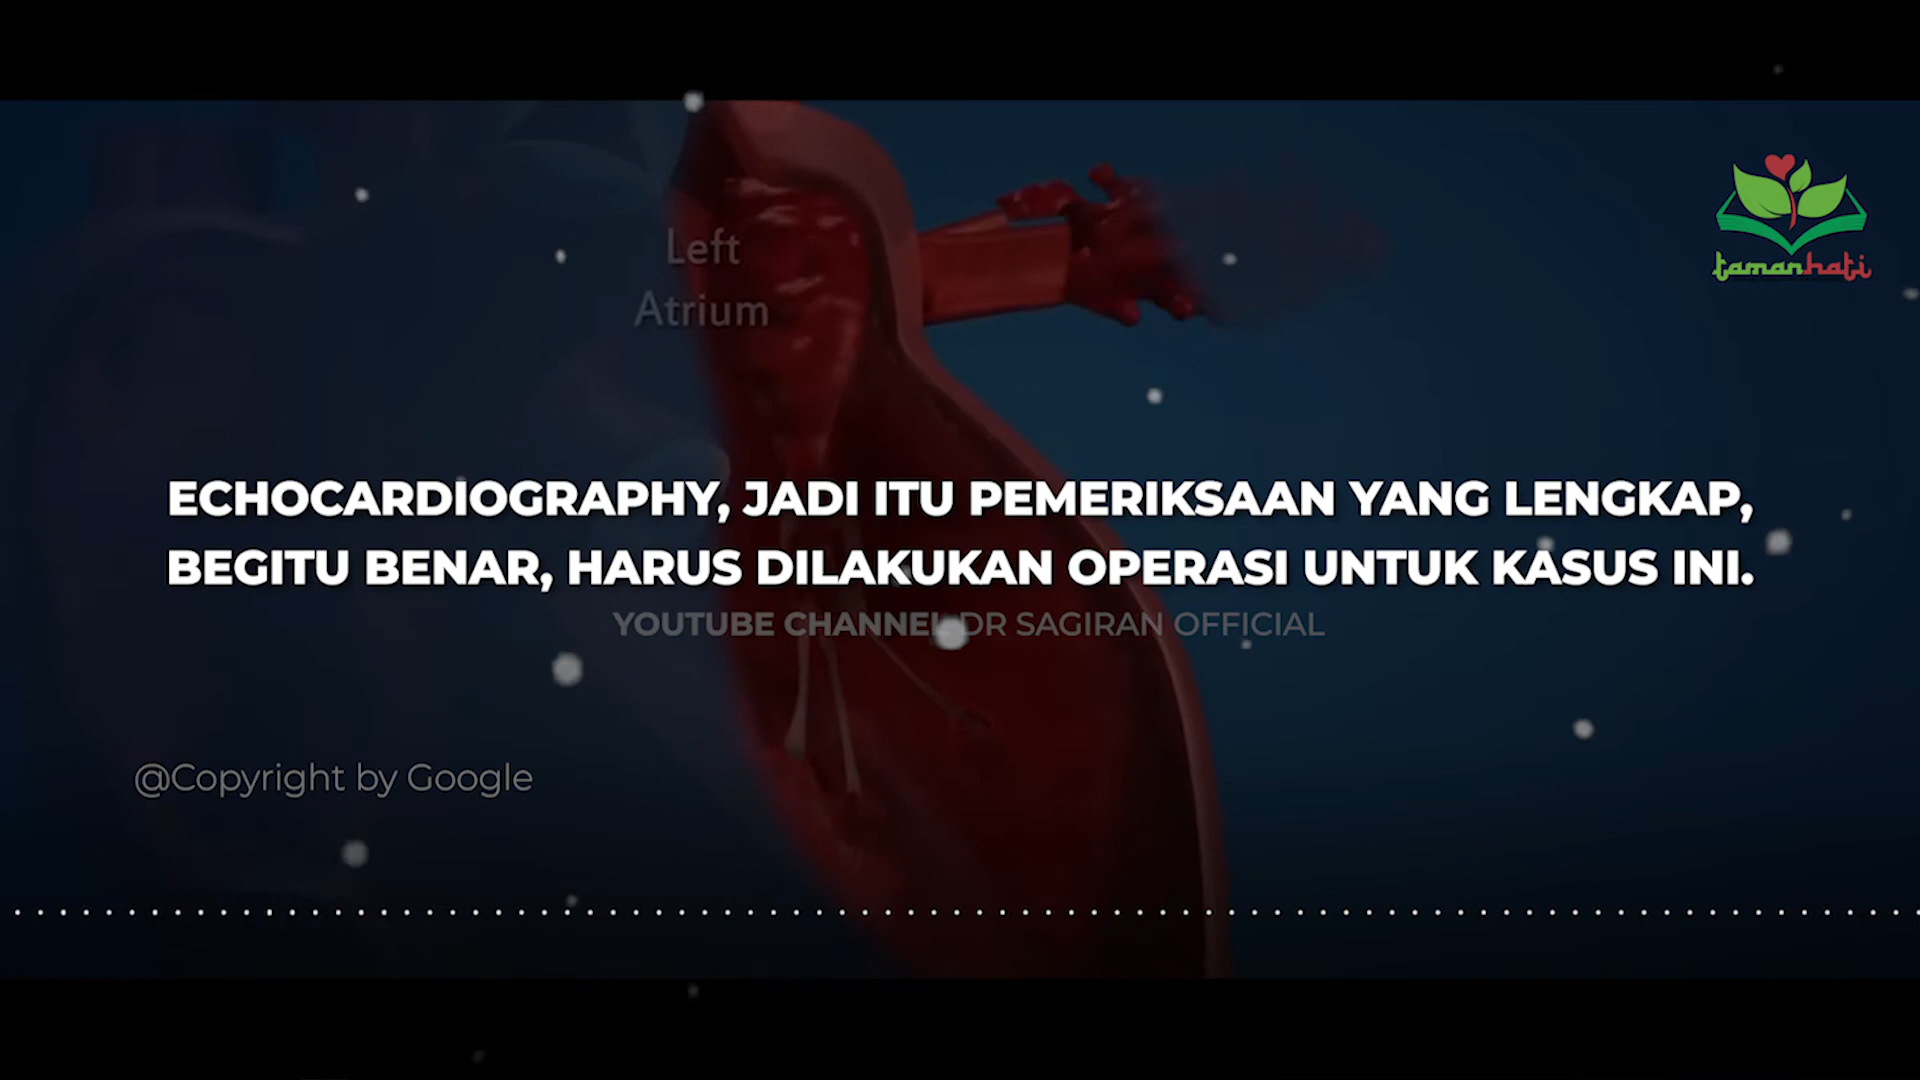 Left
Atrium
tamanhati
ECHOCARDIOGRAPHY, JADI ITU PEMERIKSAAN YANG LENGKAP,
BEGITU BENAR, HARUS DILAKUKAN OPERASI UNTUK KASUS INI.
YOUTUBE CHANNEL DR SAGIRAN OFFICIAL
@Copyright by Google